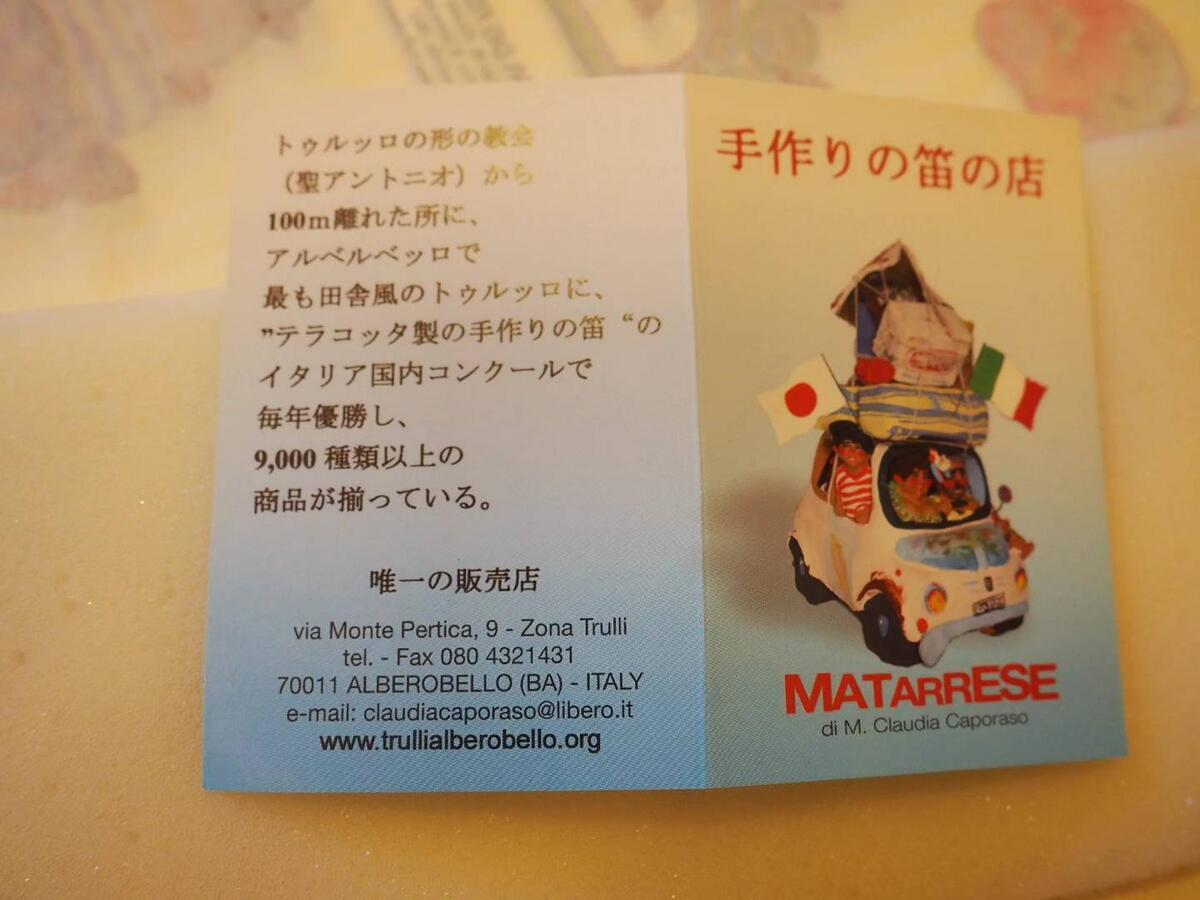 トゥルッロの形の教会
（聖アントニオ）から
100m離れた所に、
アルベルベッロで
最も田舎風のトゥルッロに、
”テラコッタ製の手作りの笛“の
イタリア国内コンクールで
毎年優勝し、
9,000 種類以上の
商品が揃っている。
唯一の販売店
via Monte Pertica, 9 - Zona Trulli
tel. - Fax 080 4321431
70011 ALBEROBELLO (BA) - ITALY
e-mail: claudiacaporaso@libero.it
www.trullialberobello.org
手作りの笛の店
MATARRESE
di M. Claudia Caporaso